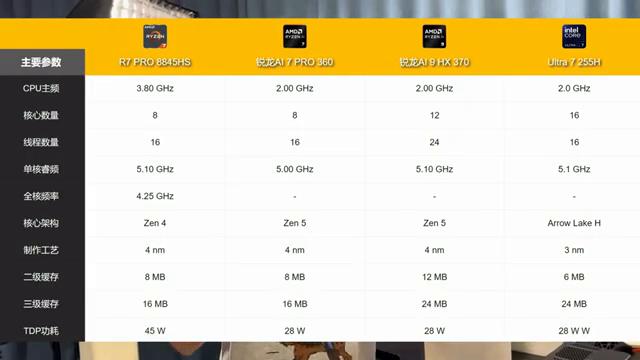 主要参数 R7 PRO 8845HS 锐龙AI 7 PRO 360 锐龙AI 9 HX 370 Ultra 7 255H
CPU主频 3.80 GHz 2.00 GHz 2.00 GHz 2.0 GHz
核心数量 8 8 12 16
线程数量 16 16 24 16
单核睿频 5.10 GHz 5.00 GHz 5.10 GHz 5.1 GHz
全核频率 4.25 GHz - - -
核心架构 Zen 4 Zen 5 Zen 5 Arrow Lake H
制作工艺 4 nm 4 nm 4 nm 3 nm
二级缓存 8 MB 8 MB 12 MB 6 MB
三级缓存 16 MB 16 MB 24 MB 24 MB
TDP功耗 45 W 28 W 28 W 28 W W